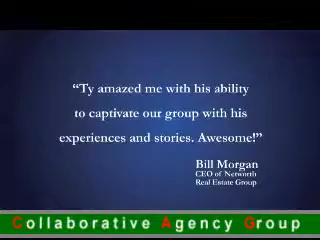 “Ty amazed me with his ability
to captivate our group with his
experiences and stories. Awesome!”
Bill Morgan
CEO of Networth
Real Estate Group
Collaborative Agency Group